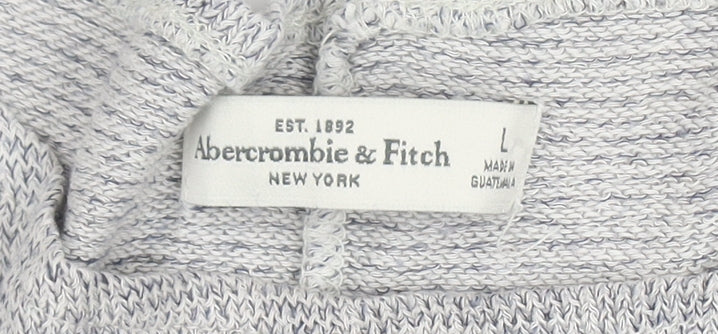 EST. 1892
Abercrombie & Fitch
NEW YORK
L
MADE IN
GUATEMALA